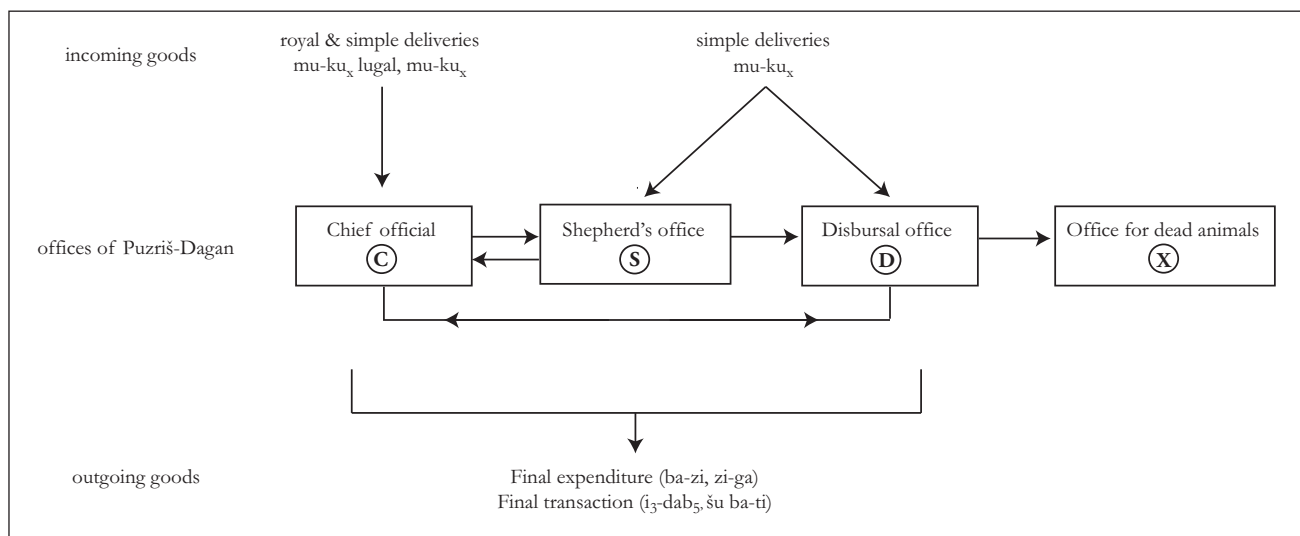 incoming goods
royal & simple deliveries
mu-kuₓ lugal, mu-kuₓ
simple deliveries
mu-kuₓ
offices of Puzriš-Dagan
Chief official
C
Shepherd's office
S
Disbursal office
D
Office for dead animals
X
outgoing goods
Final expenditure (ba-zi, zi-ga)
Final transaction (ı₃-dab₅, šu ba-ti)